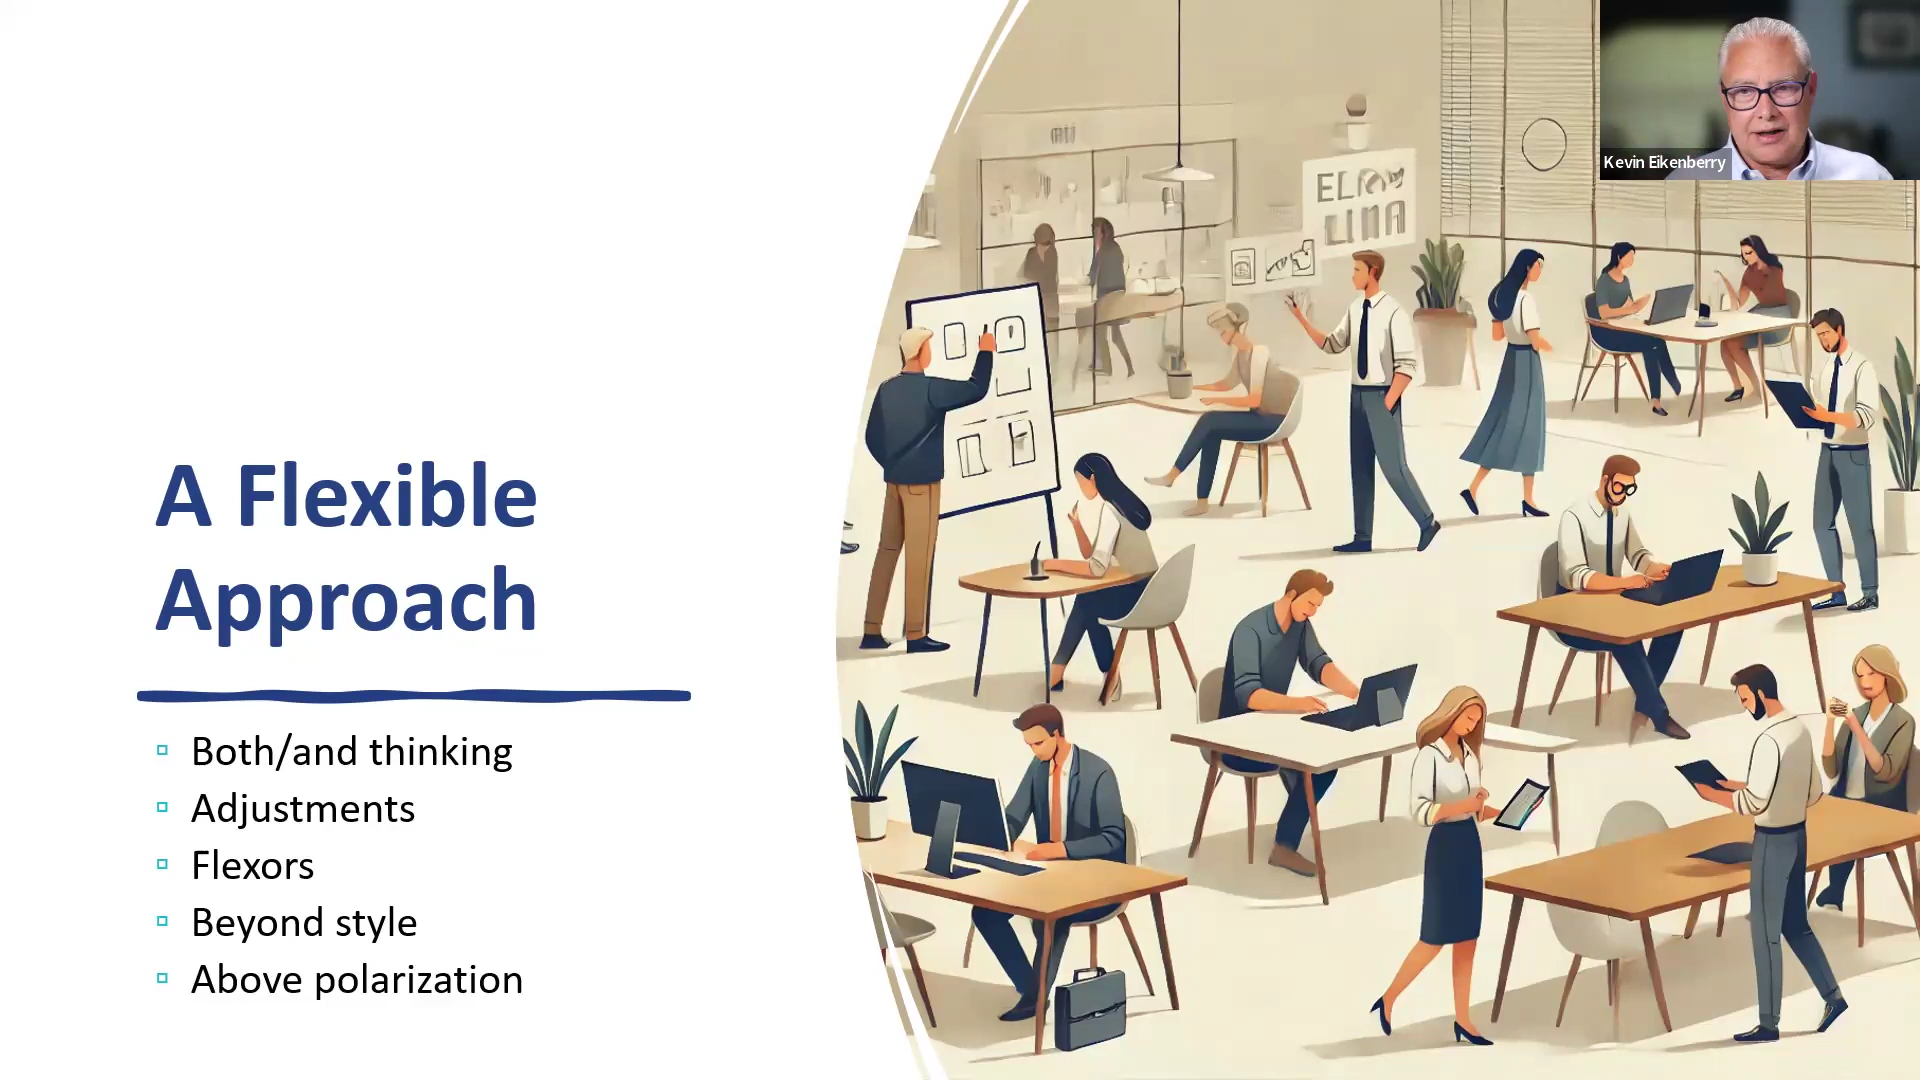 A Flexible
Approach
Both/and thinking
Adjustments
Flexors
Beyond style
Above polarization
Kevin Eikenberry